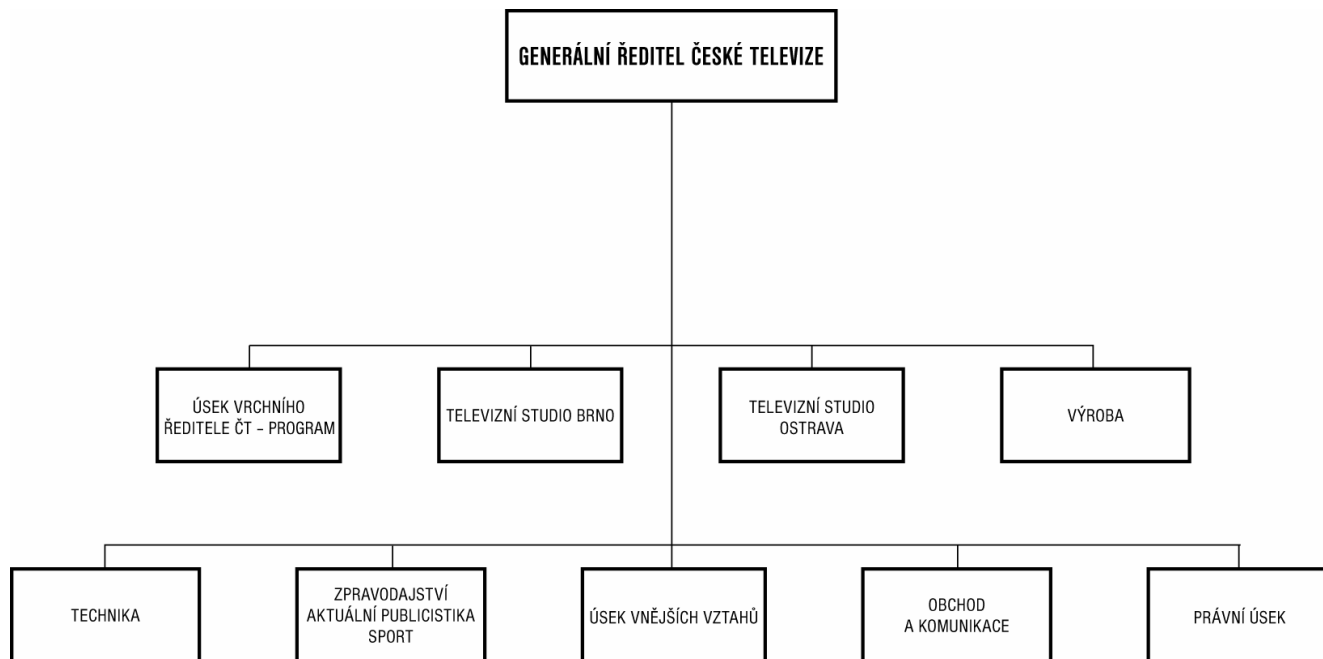 GENERÁLNÍ ŘEDITEL ČESKÉ TELEVIZE
ÚSEK VRCHNÍHO
ŘEDITELE ČT – PROGRAM
TELEVIZNÍ STUDIO BRNO
TELEVIZNÍ STUDIO
OSTRAVA
VÝROBA
TECHNIKA
ZPRAVODAJSTVÍ
AKTUÁLNÍ PUBLICISTIKA
SPORT
ÚSEK VNĚJŠÍCH VZTAHŮ
OBCHOD
A KOMUNIKACE
PRÁVNÍ ÚSEK